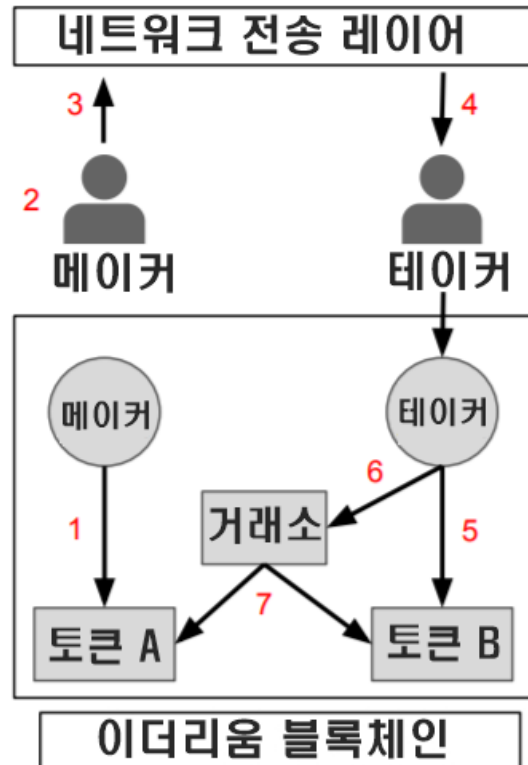 네트워크 전송 레이어
3
4
2
메이커
테이커
메이커
테이커
6
1
거래소
5
7
토큰 A
토큰 B
이더리움 블록체인